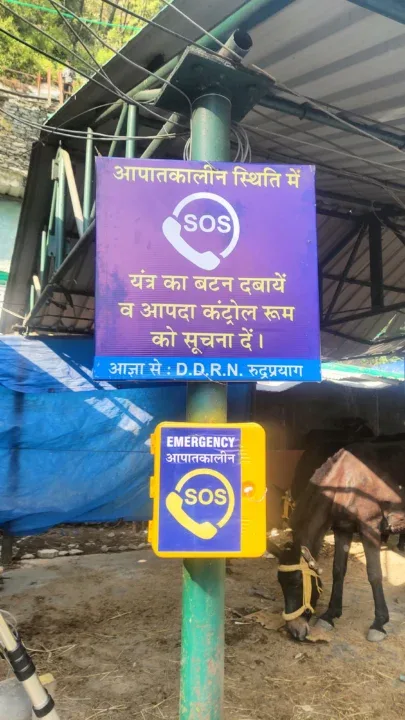 आपातकालीन स्थिति में
SOS
यंत्र का बटन दबायें
व आपदा कंट्रोल रूम
को सूचना दें।
आज्ञा से : D.D.R.N. रुद्रप्रयाग
EMERGENCY
आपातकालीन
SOS